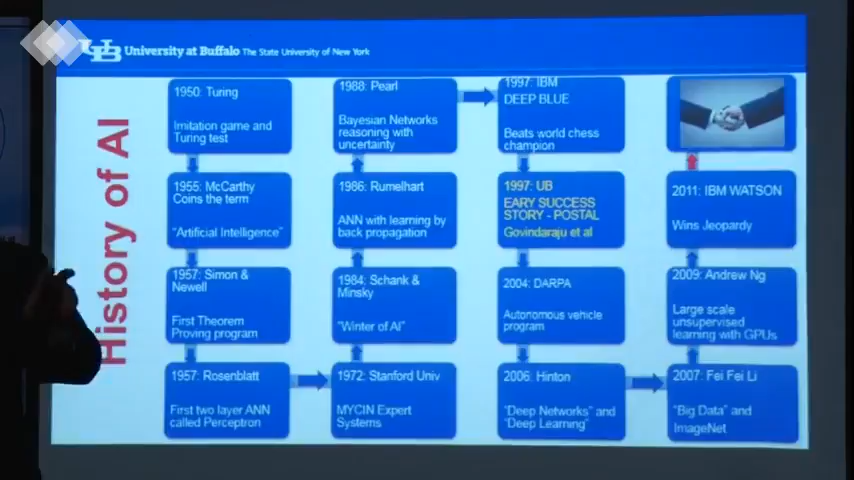 UB University at Buffalo The State University of New York
History of AI
1950: Turing
Imitation game and
Turing test
1955: McCarthy
Coins the term
"Artificial Intelligence"
1957: Simon &
Newell
First Theorem
Proving program
1957: Rosenblatt
First two layer ANN
called Perceptron
1972: Stanford Univ
MYCIN Expert
Systems
1984: Schank &
Minsky
"Winter of AI"
1986: Rumelhart
ANN with learning by
back propagation
1988: Pearl
Bayesian Networks
reasoning with
uncertainty
1997: IBM
DEEP BLUE
Beats world chess
champion
1997: UB
EARY SUCCESS
STORY - POSTAL
Govindaraju et al
2004: DARPA
Autonomous vehicle
program
2006: Hinton
"Deep Networks" and
"Deep Learning"
2007: Fei Fei Li
"Big Data" and
ImageNet
2009: Andrew Ng
Large scale
unsupervised
learning with GPUs
2011: IBM WATSON
Wins Jeopardy